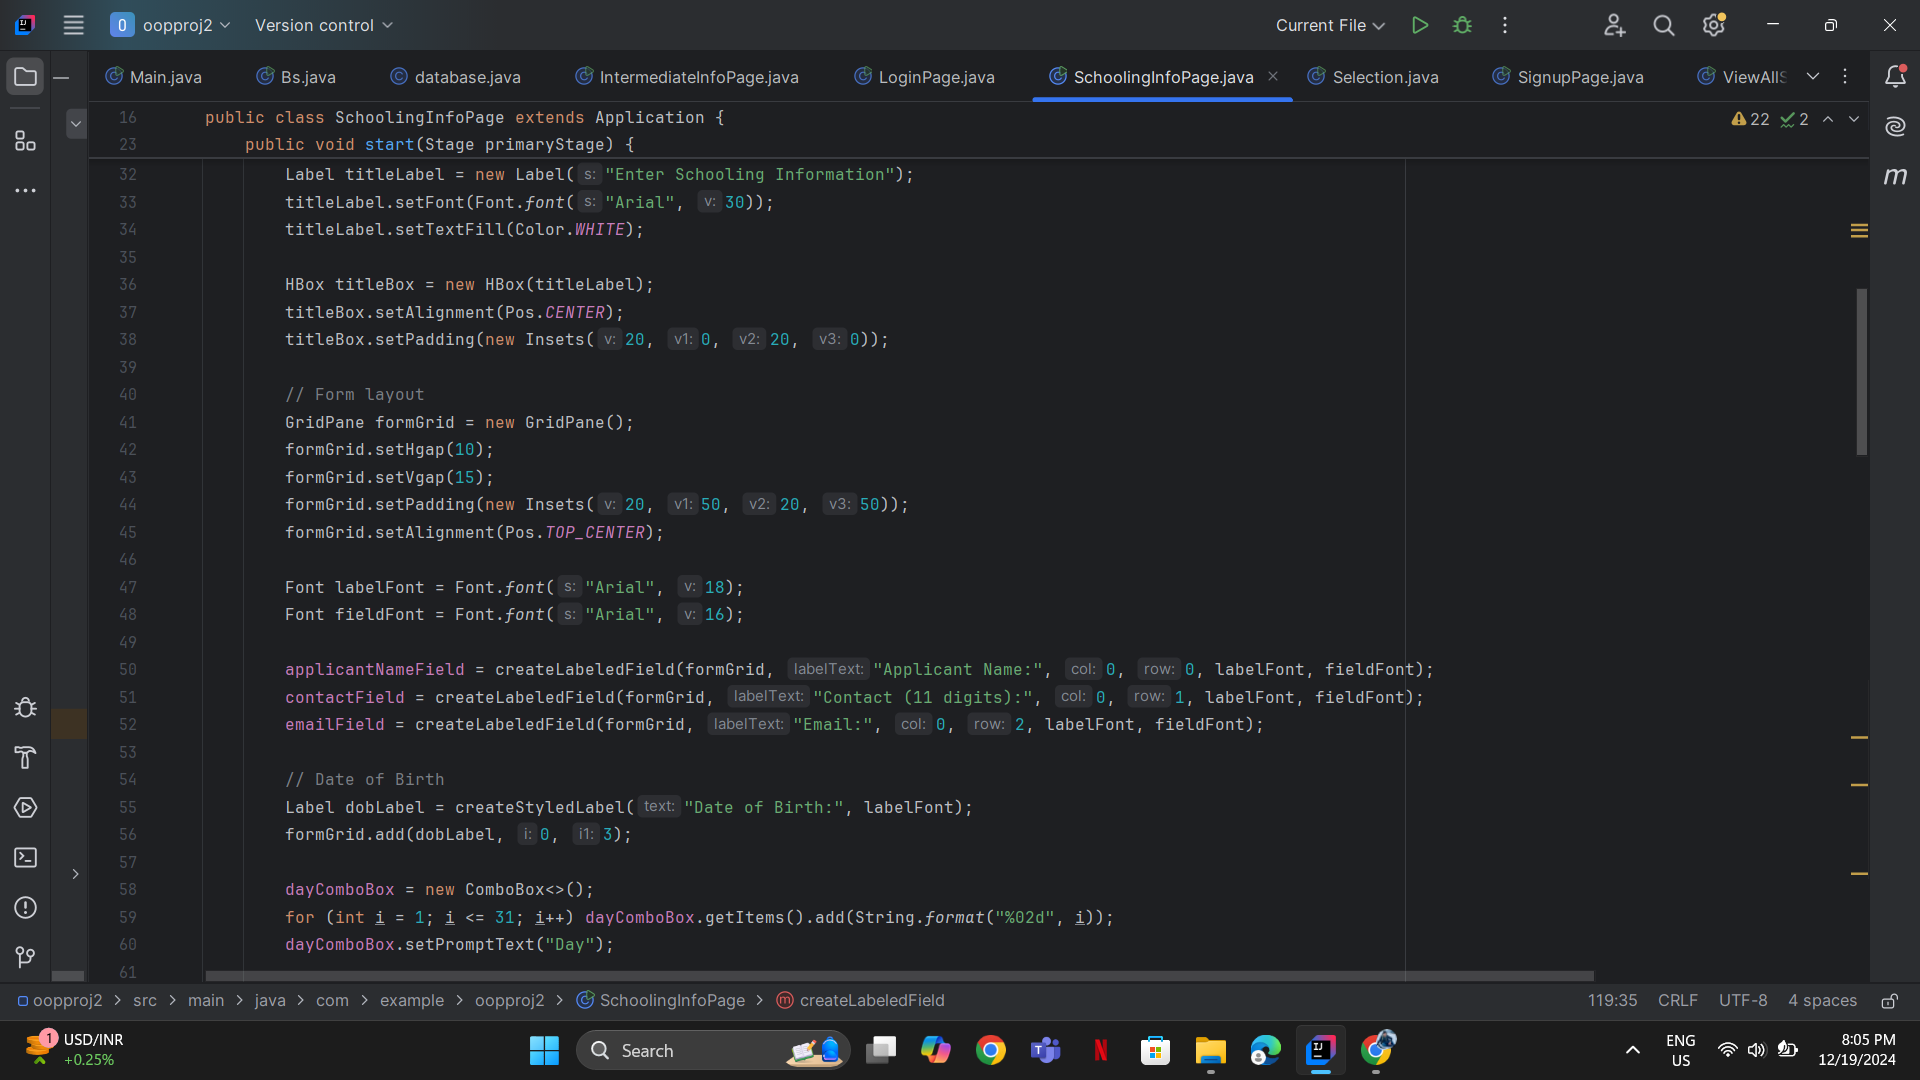 0 oopproj2 Version control Current File
Main.java Bs.java database.java IntermediateInfoPage.java LoginPage.java SchoolingInfoPage.java Selection.java SignupPage.java ViewAllS
16 public class SchoolingInfoPage extends Application { 22 2
23 public void start(Stage primaryStage) {
32 Label titleLabel = new Label( s: "Enter Schooling Information");
33 titleLabel.setFont(Font.font( s: "Arial", v: 30));
34 titleLabel.setTextFill(Color.WHITE);
35
36 HBox titleBox = new HBox(titleLabel);
37 titleBox.setAlignment(Pos.CENTER);
38 titleBox.setPadding(new Insets( v: 20, v1: 0, v2: 20, v3: 0));
39
40 // Form layout
41 GridPane formGrid = new GridPane();
42 formGrid.setHgap(10);
43 formGrid.setVgap(15);
44 formGrid.setPadding(new Insets( v: 20, v1: 50, v2: 20, v3: 50));
45 formGrid.setAlignment(Pos.TOP_CENTER);
46
47 Font labelFont = Font.font( s: "Arial", v: 18);
48 Font fieldFont = Font.font( s: "Arial", v: 16);
49
50 applicantNameField = createLabeledField(formGrid, labelText: "Applicant Name:", col: 0, row: 0, labelFont, fieldFont);
51 contactField = createLabeledField(formGrid, labelText: "Contact (11 digits):", col: 0, row: 1, labelFont, fieldFont);
52 emailField = createLabeledField(formGrid, labelText: "Email:", col: 0, row: 2, labelFont, fieldFont);
53
54 // Date of Birth
55 Label dobLabel = createStyledLabel( text: "Date of Birth:", labelFont);
56 formGrid.add(dobLabel, i: 0, i1: 3);
57
58 dayComboBox = new ComboBox<>();
59 for (int i = 1; i <= 31; i++) dayComboBox.getItems().add(String.format("%02d", i));
60 dayComboBox.setPromptText("Day");
61
oopproj2 > src > main > java > com > example > oopproj2 > SchoolingInfoPage > createLabeledField 119:35 CRLF UTF-8 4 spaces
1 USD/INR
+0.25%
Search
ENG
US
8:05 PM
12/19/2024